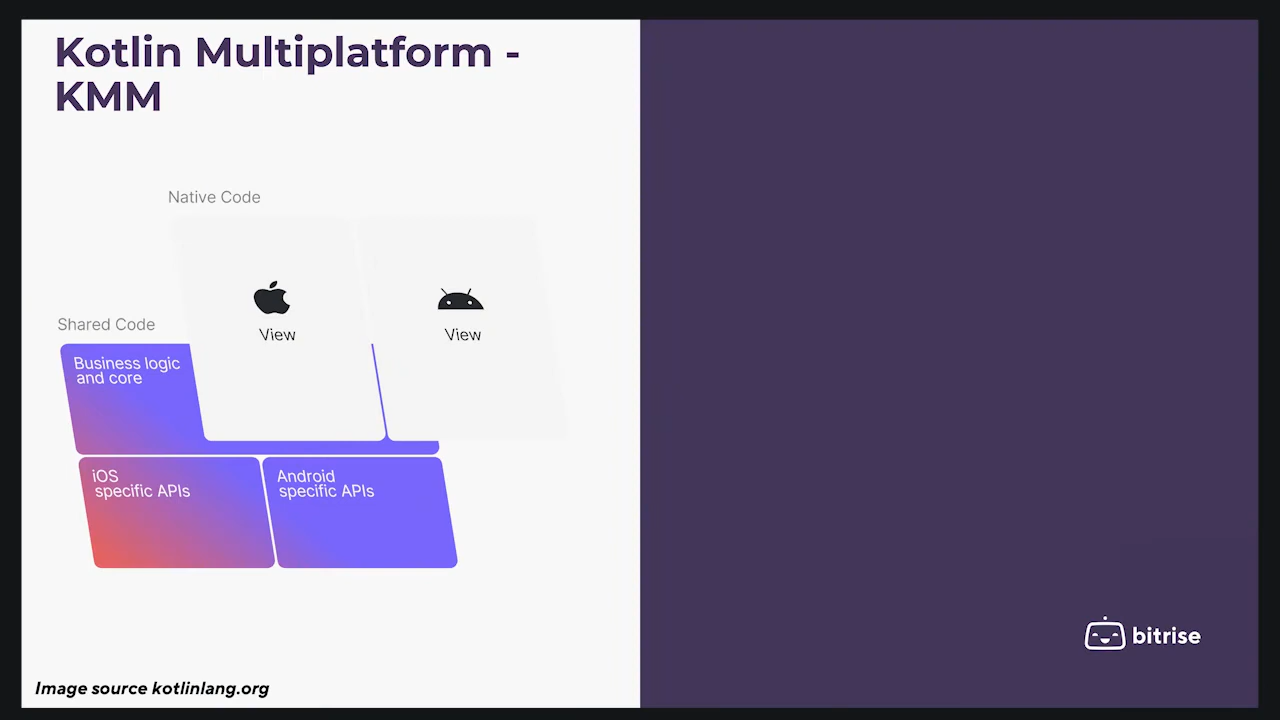 Kotlin Multiplatform -
KMM
Native Code
View
View
Shared Code
Business logic
and core
iOS
specific APIs
Android
specific APIs
bitrise
Image source kotlinlang.org